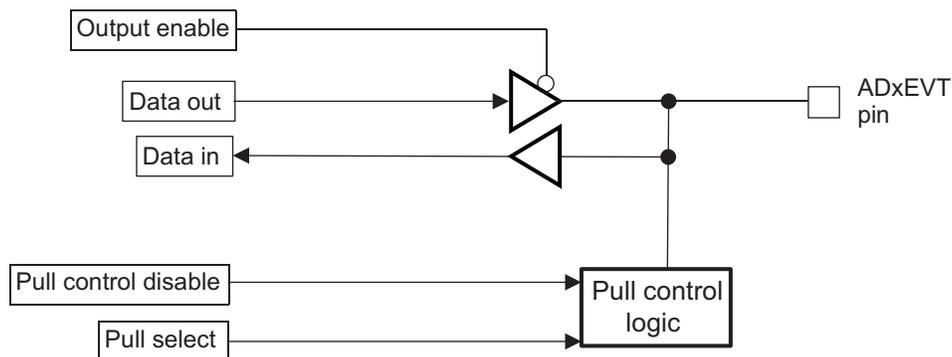 Output enable
Data out
ADxEVT
pin
Data in
Pull control disable
Pull control
logic
Pull select